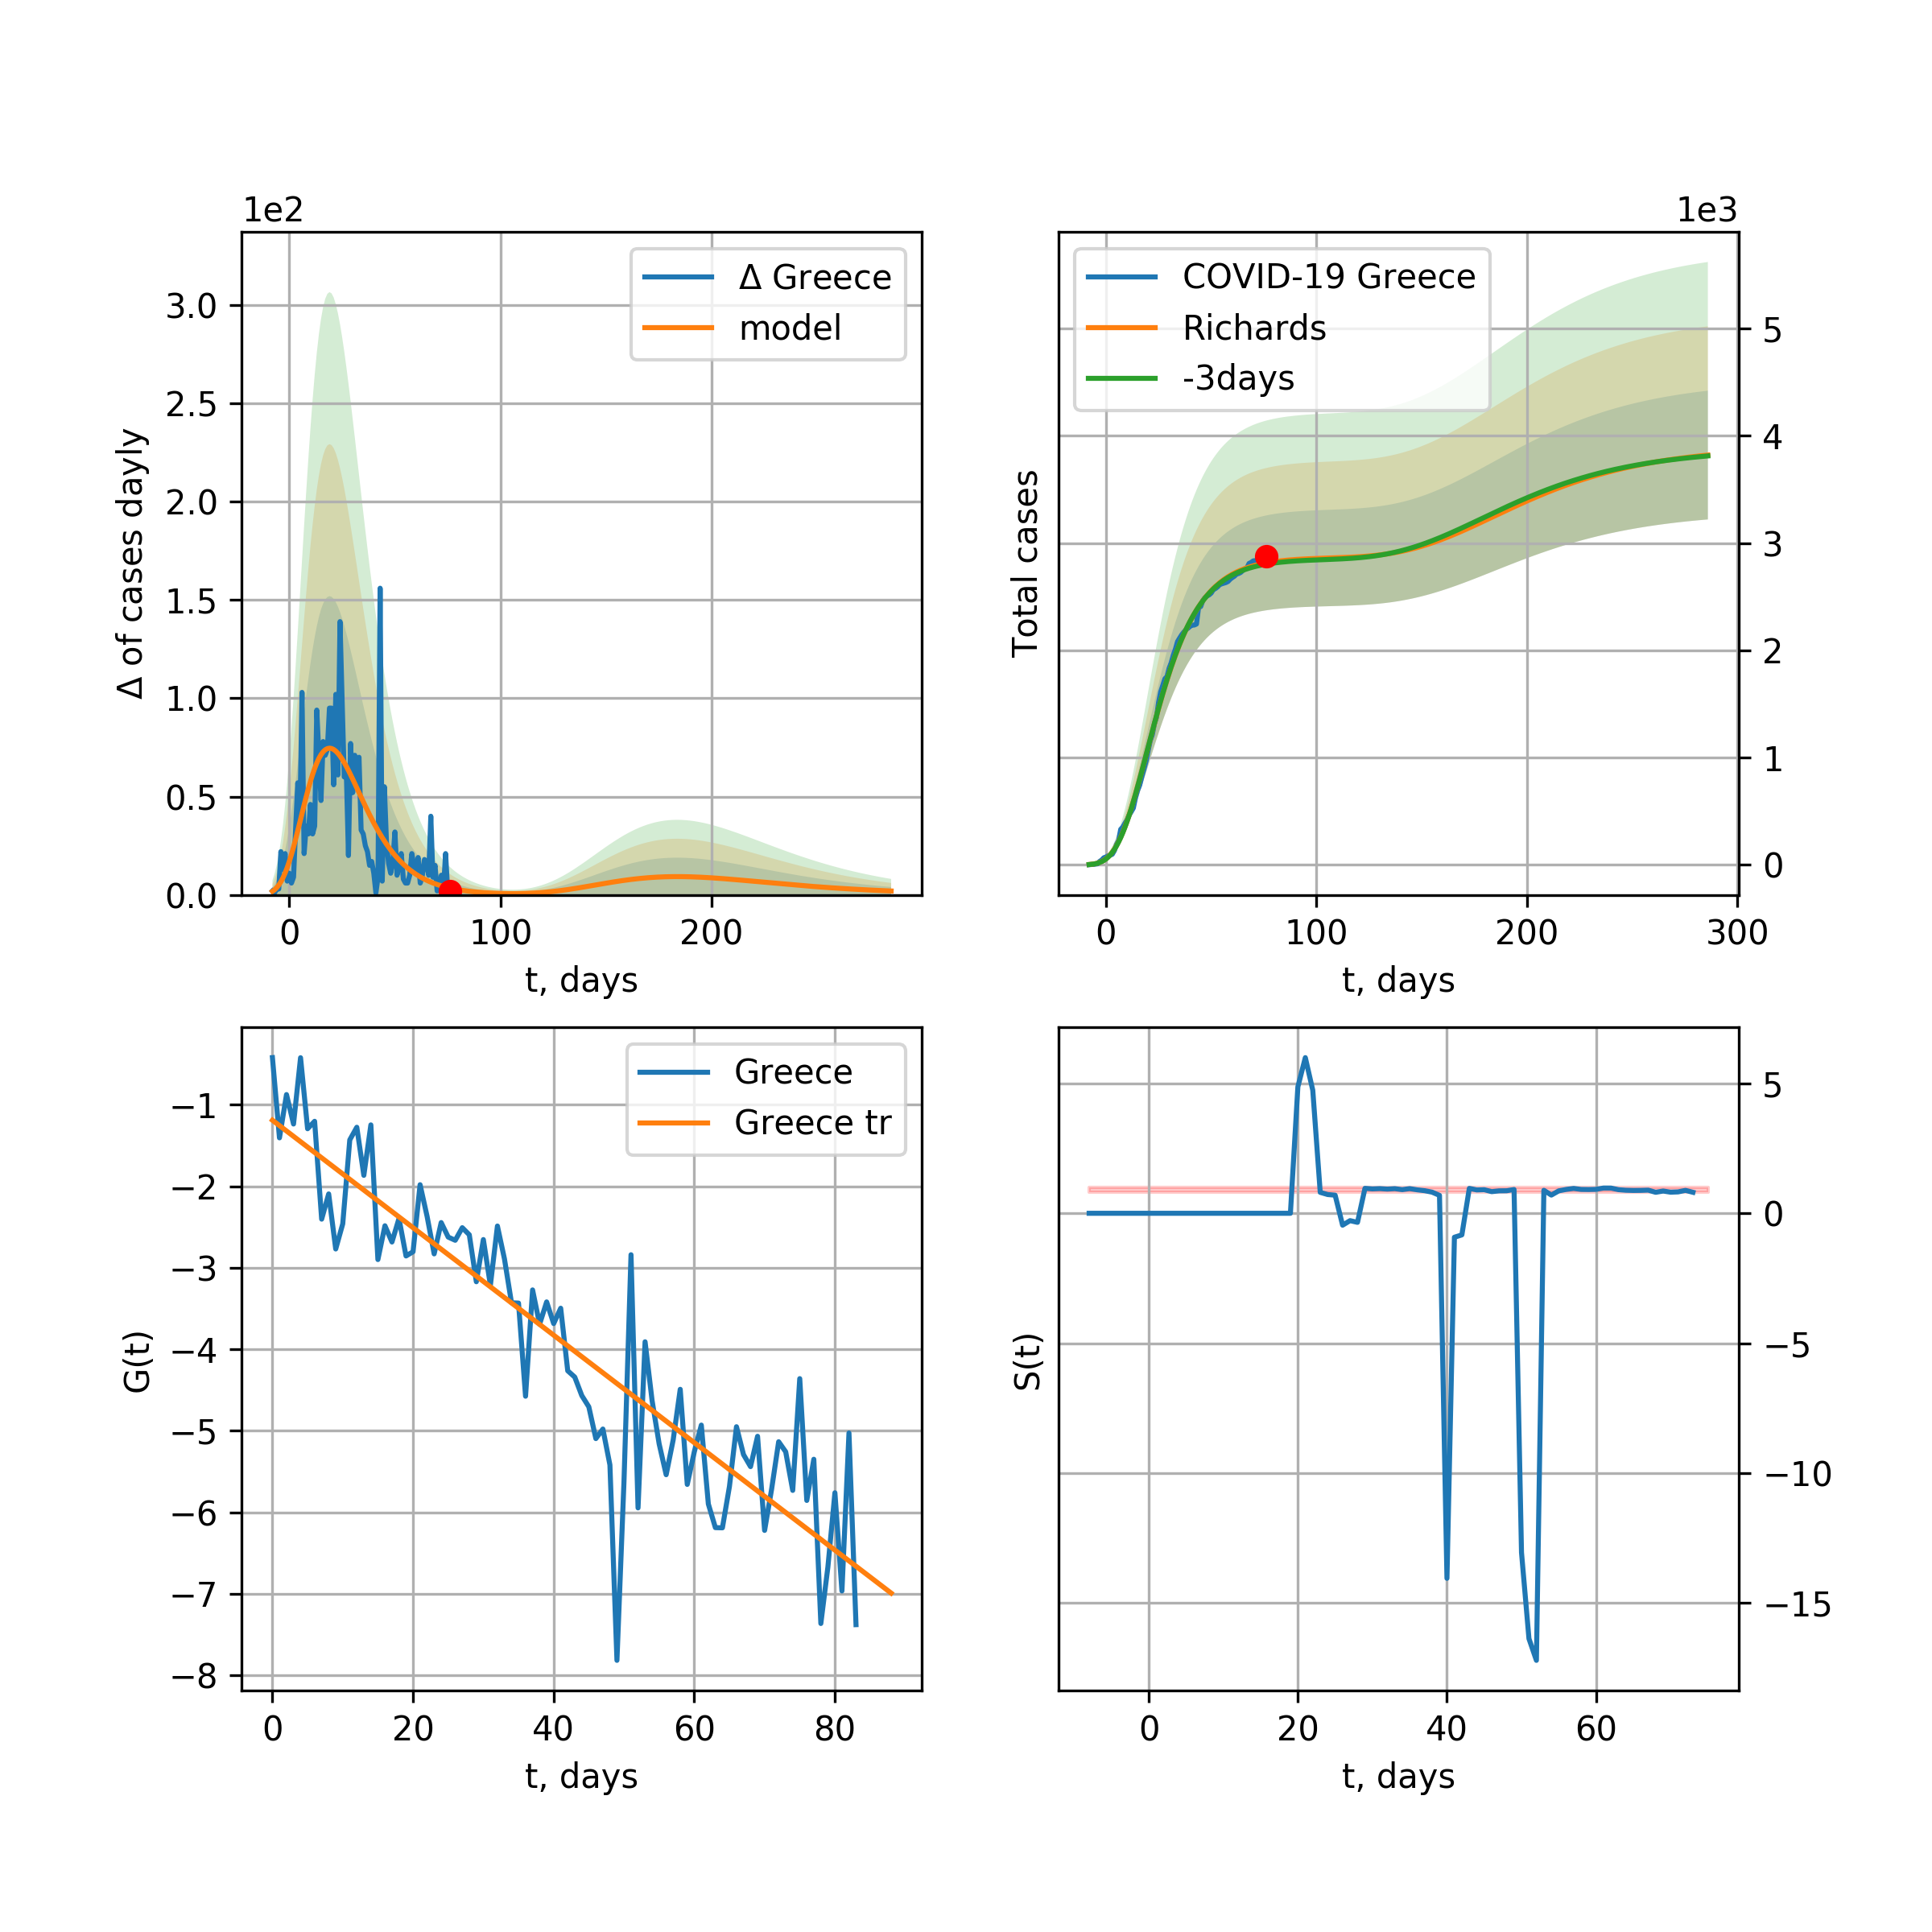 1e2
Δ Greece
model
3.0
2.5
2.0
1.5
1.0
0.5
0.0
Δ of cases dayly
0 100 200
t, days
1e3
COVID-19 Greece
Richards
-3days
5
4
3
2
1
0
Total cases
0 100 200 300
t, days
Greece
Greece tr
−1
−2
−3
−4
−5
−6
−7
−8
G(t)
0 20 40 60 80
t, days
5
0
−5
−10
−15
S(t)
0 20 40 60
t, days